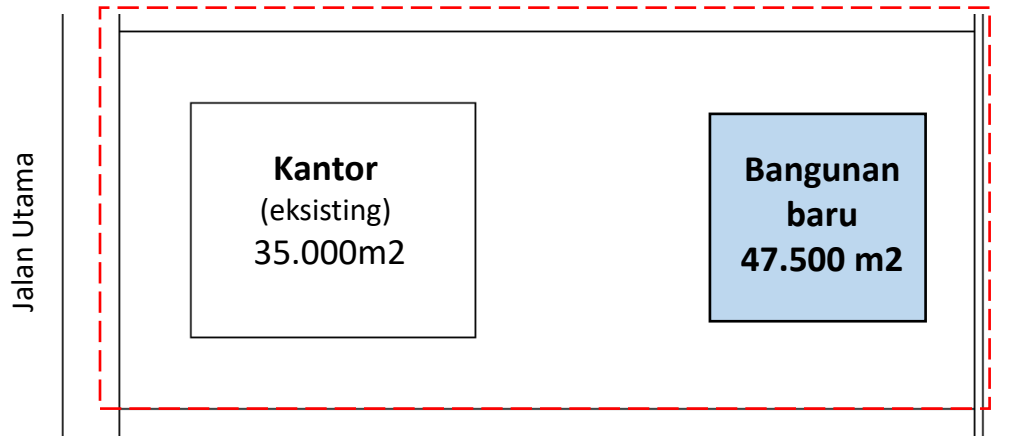 Jalan Utama
Kantor
(eksisting)
35.000m2
Bangunan
baru
47.500 m2